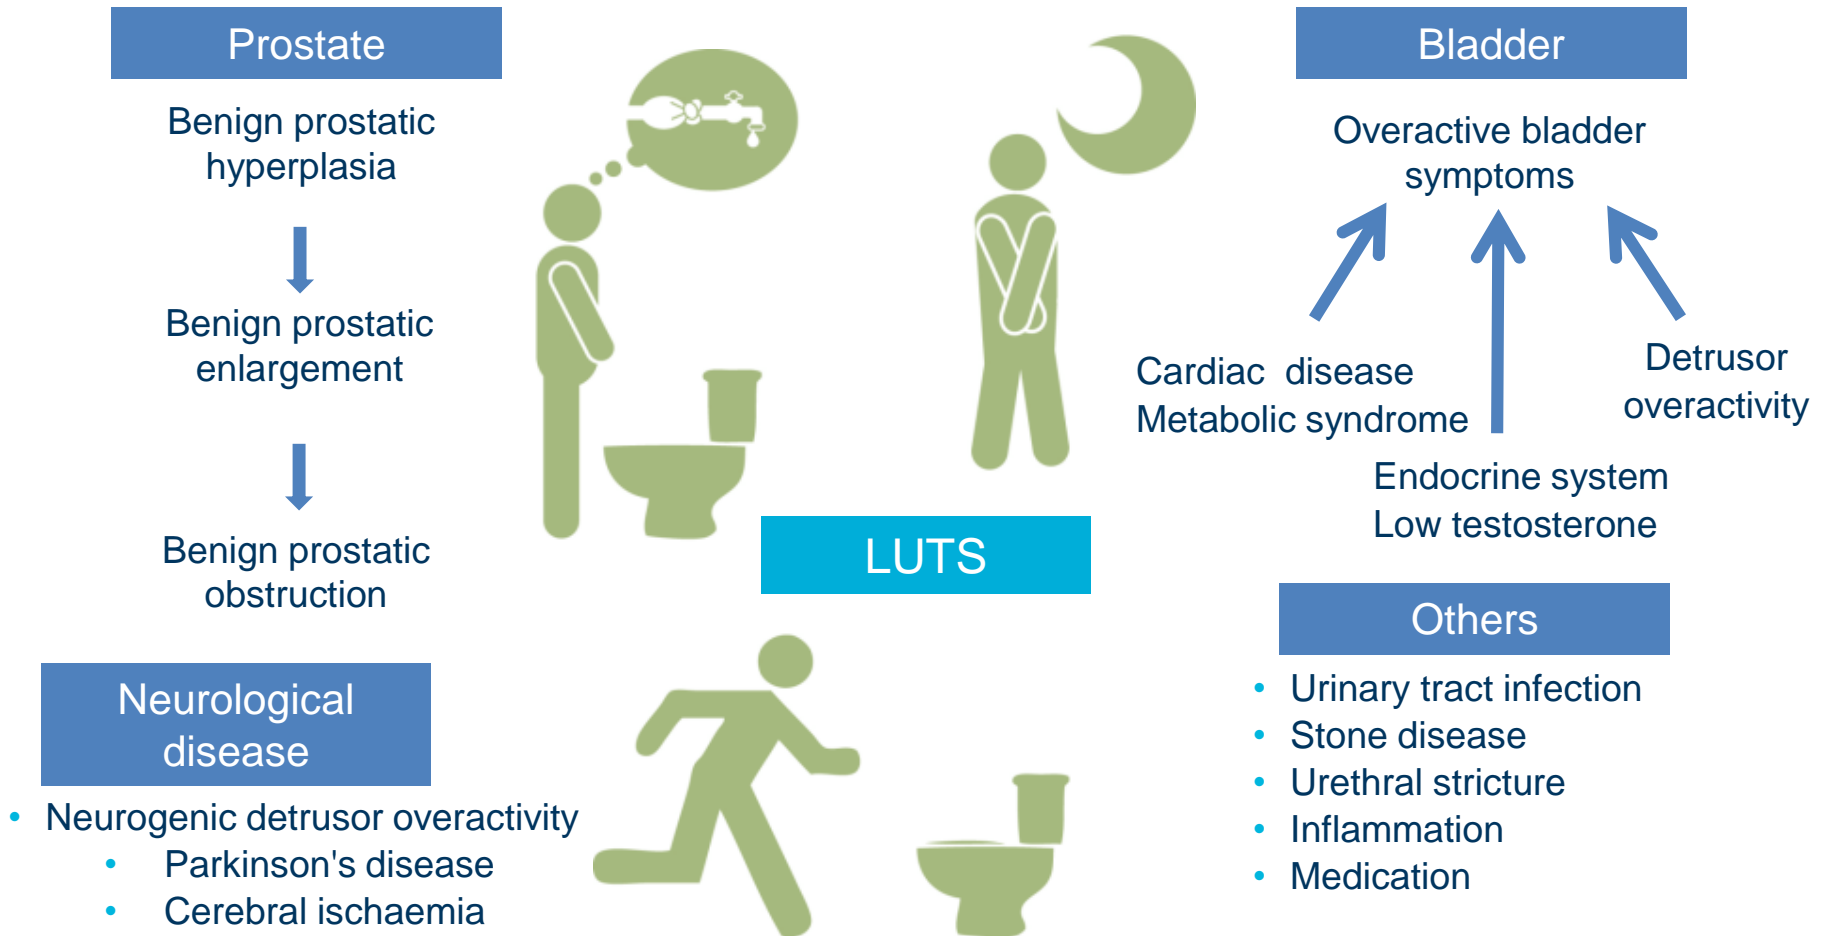 Prostate
Benign prostatic
hyperplasia
Benign prostatic
enlargement
Benign prostatic
obstruction
Neurological
disease
• Neurogenic detrusor overactivity
• Parkinson's disease
• Cerebral ischaemia
LUTS
Bladder
Overactive bladder
symptoms
Cardiac disease
Metabolic syndrome
Endocrine system
Low testosterone
Detrusor
overactivity
Others
• Urinary tract infection
• Stone disease
• Urethral stricture
• Inflammation
• Medication